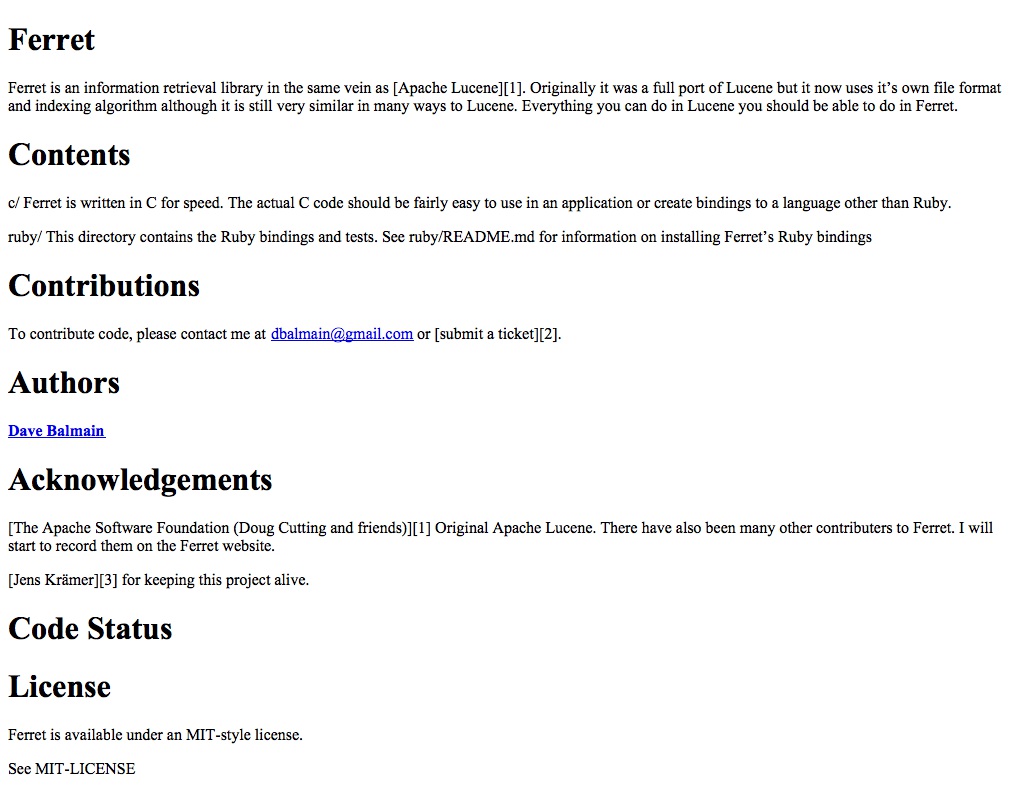 Ferret
Ferret is an information retrieval library in the same vein as [Apache Lucene][1]. Originally it was a full port of Lucene but it now uses it’s own file format
and indexing algorithm although it is still very similar in many ways to Lucene. Everything you can do in Lucene you should be able to do in Ferret.
Contents
c/ Ferret is written in C for speed. The actual C code should be fairly easy to use in an application or create bindings to a language other than Ruby.
ruby/ This directory contains the Ruby bindings and tests. See ruby/README.md for information on installing Ferret’s Ruby bindings
Contributions
To contribute code, please contact me at dbalmain@gmail.com or [submit a ticket][2].
Authors
Dave Balmain
Acknowledgements
[The Apache Software Foundation (Doug Cutting and friends)][1] Original Apache Lucene. There have also been many other contributers to Ferret. I will
start to record them on the Ferret website.
[Jens Krämer][3] for keeping this project alive.
Code Status
License
Ferret is available under an MIT-style license.
See MIT-LICENSE